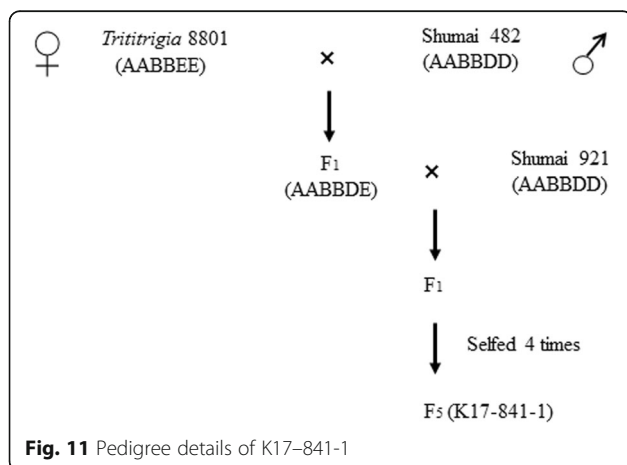 ♀ Trititrigia 8801 × Shumai 482 ♂
(AABBEE) (AABBDD)
F1 × Shumai 921
(AABBDE) (AABBDD)
F1
Selfed 4 times
F5 (K17-841-1)
Fig. 11 Pedigree details of K17–841-1